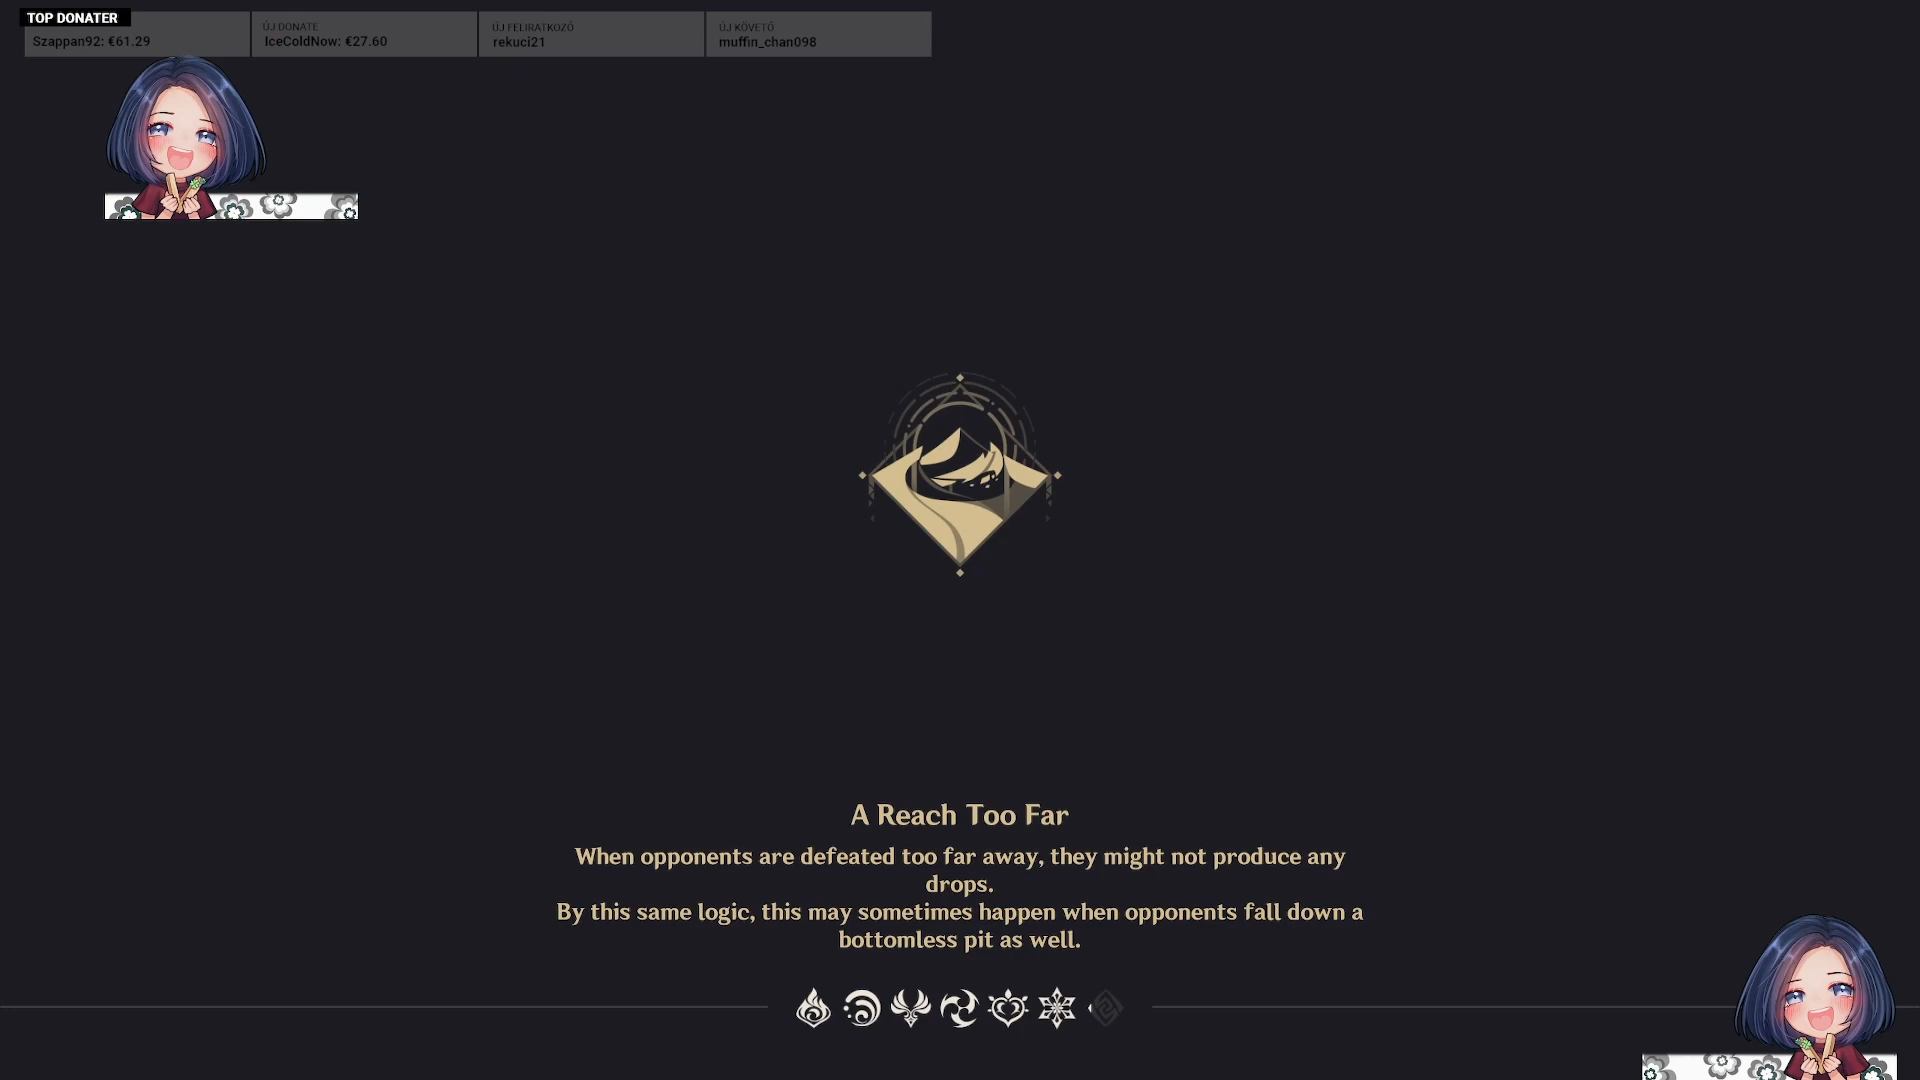 TOP DONATER
Szappan92: €61.29
ÚJ DONATE
IceColdNow: €27.60
ÚJ FELIRATKOZÓ
rekuci21
ÚJ KÖVETŐ
muffin_chan098
A Reach Too Far
When opponents are defeated too far away, they might not produce any
drops.
By this same logic, this may sometimes happen when opponents fall down a
bottomless pit as well.